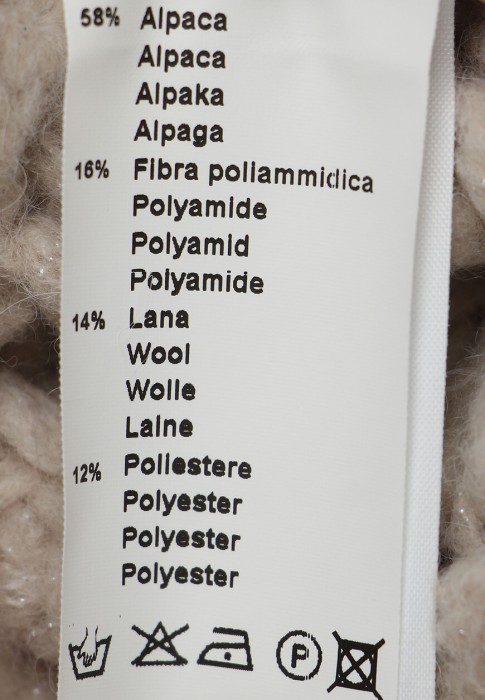 58% Alpaca
Alpaca
Alpaka
Alpaga
16% Fibra poliammidica
Polyamide
Polyamid
Polyamide
14% Lana
Wool
Wolle
Laine
12% Poliestere
Polyester
Polyester
Polyester
P